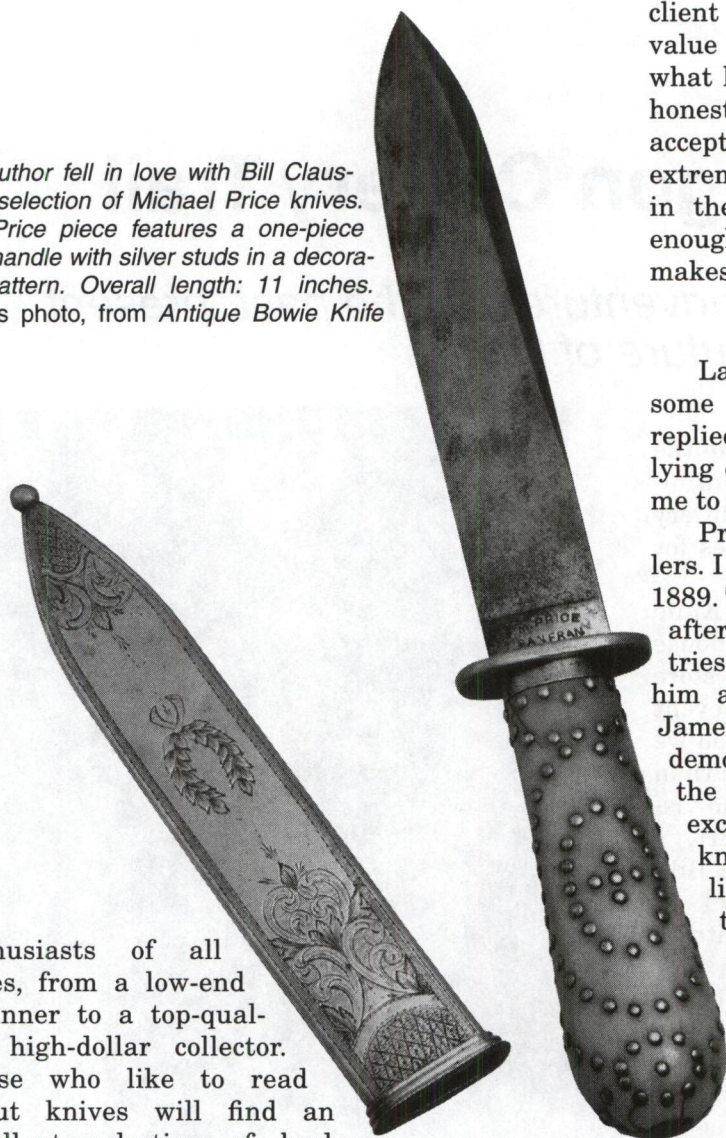 uthor fell in love with Bill Claus-
selection of Michael Price knives.
Price piece features a one-piece
handle with silver studs in a decora-
attern. Overall length: 11 inches.
s photo, from Antique Bowie Knife
husiasts of all
es, from a low-end
nner to a top-qual-
high-dollar collector.
se who like to read
ut knives will find an
client
value
what
honest
accept
extrem
in the
enough
makes
La
some
replied
lying
me to
Pr
lers. I
1889.
after
tries
him a
Jame
demo
the
exc
kn
li
t